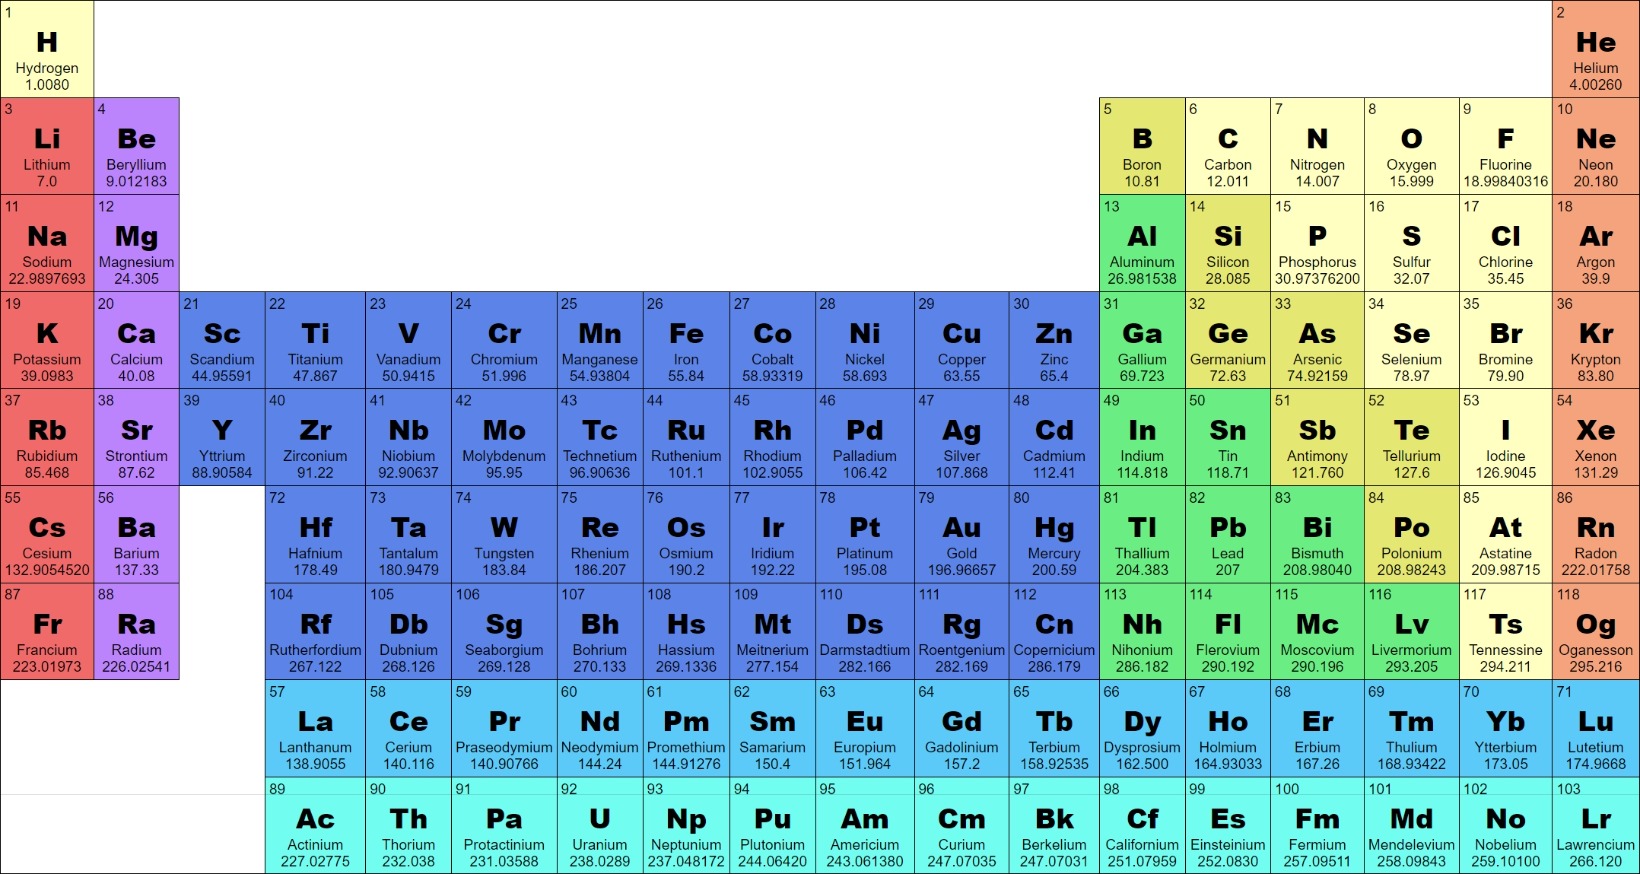 1
H
Hydrogen
1.0080
2
He
Helium
4.00260
3
Li
Lithium
7.0
4
Be
Beryllium
9.012183
5
B
Boron
10.81
6
C
Carbon
12.011
7
N
Nitrogen
14.007
8
O
Oxygen
15.999
9
F
Fluorine
18.99840316
10
Ne
Neon
20.180
11
Na
Sodium
22.9897693
12
Mg
Magnesium
24.305
13
Al
Aluminum
26.981538
14
Si
Silicon
28.085
15
P
Phosphorus
30.97376200
16
S
Sulfur
32.07
17
Cl
Chlorine
35.45
18
Ar
Argon
39.9
19
K
Potassium
39.0983
20
Ca
Calcium
40.08
21
Sc
Scandium
44.95591
22
Ti
Titanium
47.867
23
V
Vanadium
50.9415
24
Cr
Chromium
51.996
25
Mn
Manganese
54.93804
26
Fe
Iron
55.84
27
Co
Cobalt
58.93319
28
Ni
Nickel
58.693
29
Cu
Copper
63.55
30
Zn
Zinc
65.4
31
Ga
Gallium
69.723
32
Ge
Germanium
72.63
33
As
Arsenic
74.92159
34
Se
Selenium
78.97
35
Br
Bromine
79.90
36
Kr
Krypton
83.80
37
Rb
Rubidium
85.468
38
Sr
Strontium
87.62
39
Y
Yttrium
88.90584
40
Zr
Zirconium
91.22
41
Nb
Niobium
92.90637
42
Mo
Molybdenum
95.95
43
Tc
Technetium
96.90636
44
Ru
Ruthenium
101.1
45
Rh
Rhodium
102.9055
46
Pd
Palladium
106.42
47
Ag
Silver
107.868
48
Cd
Cadmium
112.41
49
In
Indium
114.818
50
Sn
Tin
118.71
51
Sb
Antimony
121.760
52
Te
Tellurium
127.6
53
I
Iodine
126.9045
54
Xe
Xenon
131.29
55
Cs
Cesium
132.9054520
56
Ba
Barium
137.33
72
Hf
Hafnium
178.49
73
Ta
Tantalum
180.9479
74
W
Tungsten
183.84
75
Re
Rhenium
186.207
76
Os
Osmium
190.2
77
Ir
Iridium
192.22
78
Pt
Platinum
195.08
79
Au
Gold
196.96657
80
Hg
Mercury
200.59
81
Tl
Thallium
204.383
82
Pb
Lead
207
83
Bi
Bismuth
208.98040
84
Po
Polonium
208.98243
85
At
Astatine
209.98715
86
Rn
Radon
222.01758
87
Fr
Francium
223.01973
88
Ra
Radium
226.02541
104
Rf
Rutherfordium
267.122
105
Db
Dubnium
268.126
106
Sg
Seaborgium
269.128
107
Bh
Bohrium
270.133
108
Hs
Hassium
269.1336
109
Mt
Meitnerium
277.154
110
Ds
Darmstadtium
282.166
111
Rg
Roentgenium
282.169
112
Cn
Copernicium
286.179
113
Nh
Nihonium
286.182
114
Fl
Flerovium
290.192
115
Mc
Moscovium
290.196
116
Lv
Livermorium
293.205
117
Ts
Tennessine
294.211
118
Og
Oganesson
295.216
57
La
Lanthanum
138.9055
58
Ce
Cerium
140.116
59
Pr
Praseodymium
140.90766
60
Nd
Neodymium
144.24
61
Pm
Promethium
144.91276
62
Sm
Samarium
150.4
63
Eu
Europium
151.964
64
Gd
Gadolinium
157.2
65
Tb
Terbium
158.92535
66
Dy
Dysprosium
162.500
67
Ho
Holmium
164.93033
68
Er
Erbium
167.26
69
Tm
Thulium
168.93422
70
Yb
Ytterbium
173.05
71
Lu
Lutetium
174.9668
89
Ac
Actinium
227.02775
90
Th
Thorium
232.038
91
Pa
Protactinium
231.03588
92
U
Uranium
238.0289
93
Np
Neptunium
237.048172
94
Pu
Plutonium
244.06420
95
Am
Americium
243.061380
96
Cm
Curium
247.07035
97
Bk
Berkelium
247.07031
98
Cf
Californium
251.07959
99
Es
Einsteinium
252.0830
100
Fm
Fermium
257.09511
101
Md
Mendelevium
258.09843
102
No
Nobelium
259.10100
103
Lr
Lawrencium
266.120